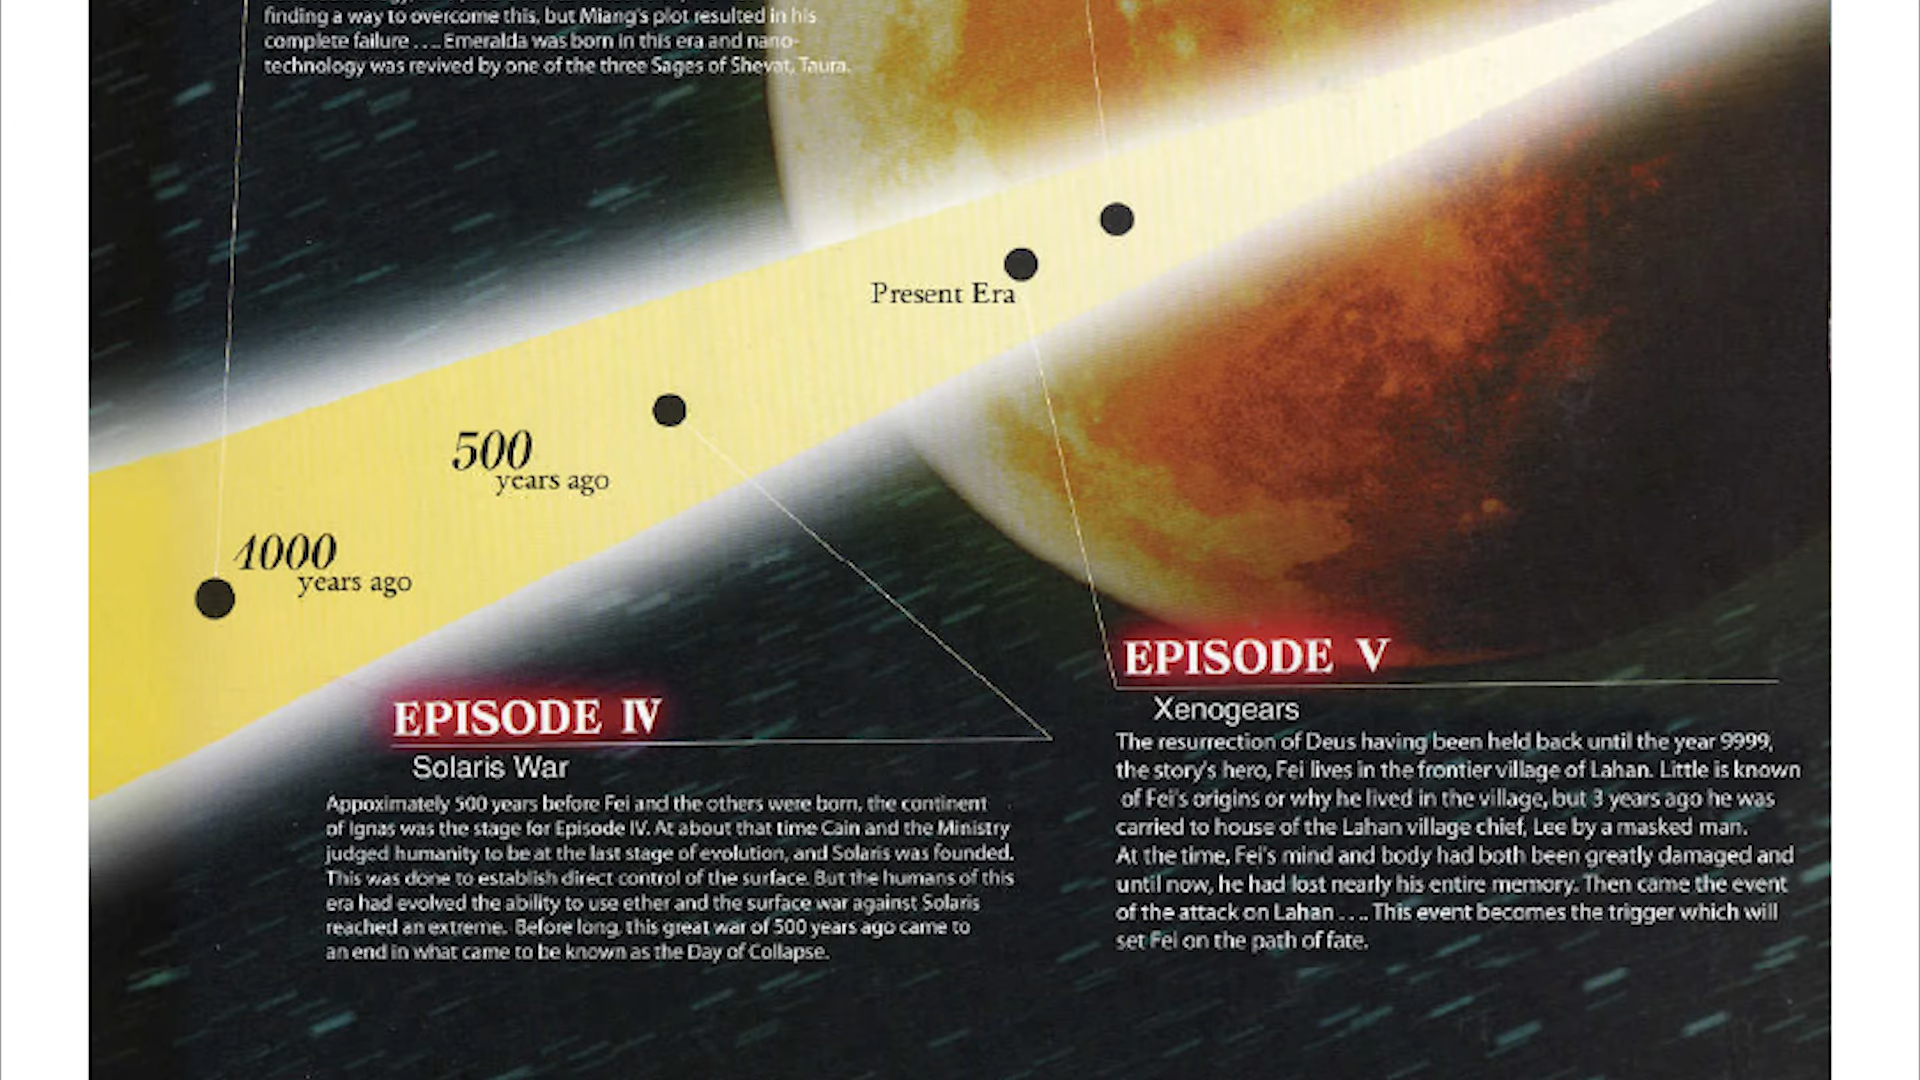 finding a way to overcome this, but Miang's plot resulted in his
complete failure .... Emeralda was born in this era and nano-
technology was revived by one of the three Sages of Shevat, Taura.
Present Era
500
years ago
1000
years ago
EPISODE IV
Solaris War
Appoximately 500 years before Fei and the others were born, the continent
of Ignas was the stage for Episode IV. At about that time Cain and the Ministry
judged humanity to be at the last stage of evolution, and Solaris was founded.
This was done to establish direct control of the surface. But the humans of this
era had evolved the ability to use ether and the surface war against Solaris
reached an extreme. Before long, this great war of 500 years ago came to
an end in what came to be known as the Day of Collapse.
EPISODE V
Xenogears
The resurrection of Deus having been held back until the year 9999,
the story's hero, Fei lives in the frontier village of Lahan. Little is known
of Fei's origins or why he lived in the village, but 3 years ago he was
carried to house of the Lahan village chief, Lee by a masked man.
At the time, Fei's mind and body had both been greatly damaged and
until now, he had lost nearly his entire memory. Then came the event
of the attack on Lahan .... This event becomes the trigger which will
set Fei on the path of fate.